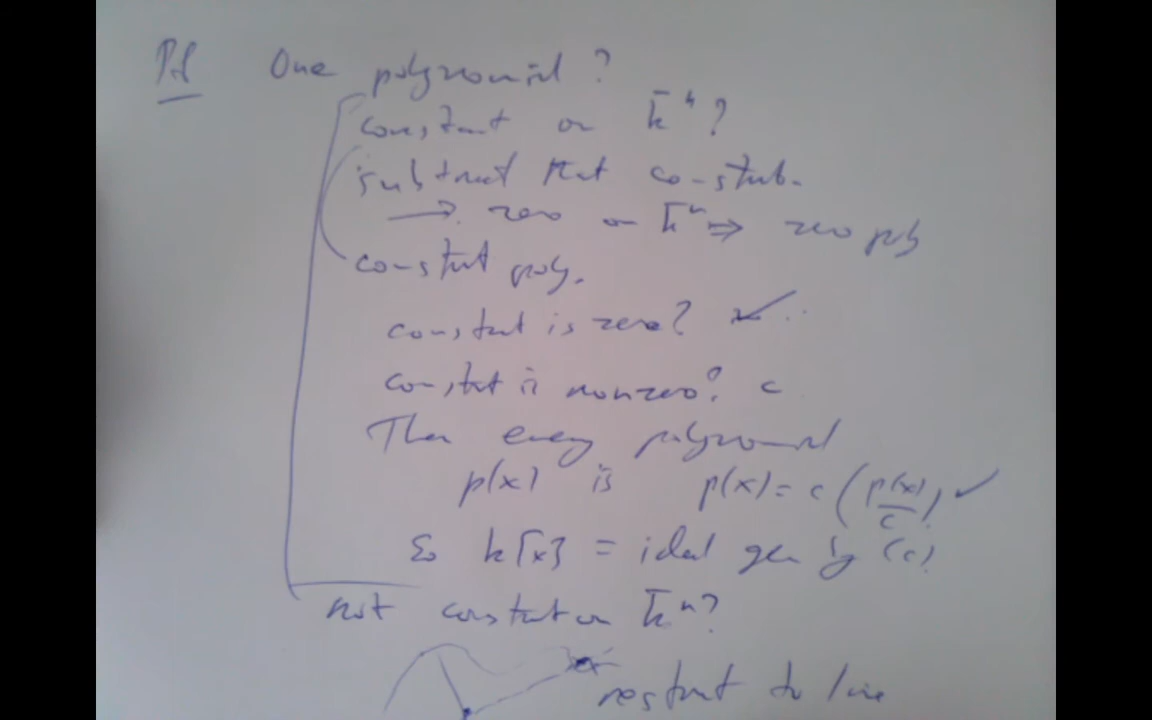 Pf One polynomial?
constant on k̄ⁿ?
subtract that constant.
→ zero on k̄ⁿ ⇒ zero poly
constant poly.
constant is zero? ✓
constant is nonzero? c
Then every polynomial
p(x) is p(x) = c (p(x)/c) ✓
So k[x] = ideal gen by (c).
not constant on k̄ⁿ?
restrict to line